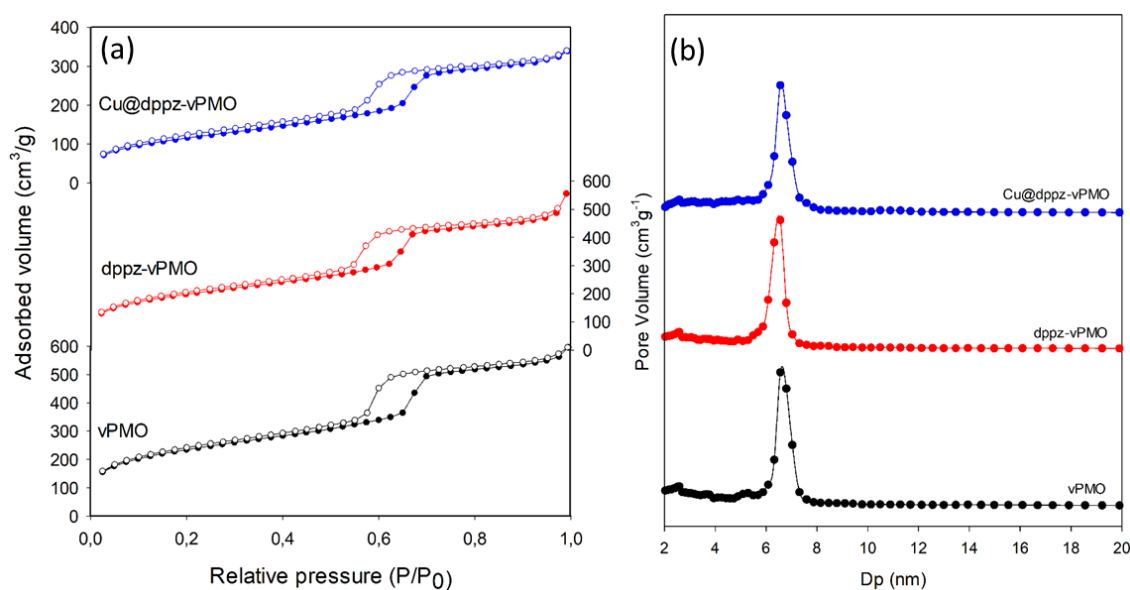 (a)
400
300
200
100
0
Cu@dppz-vPMO
600
500
400
300
200
100
0
dppz-vPMO
600
500
400
300
200
100
0
vPMO
Adsorbed volume (cm³/g)
0,0 0,2 0,4 0,6 0,8 1,0
Relative pressure (P/P₀)
(b)
Cu@dppz-vPMO
dppz-vPMO
vPMO
Pore Volume (cm³g⁻¹)
2 4 6 8 10 12 14 16 18 20
Dp (nm)